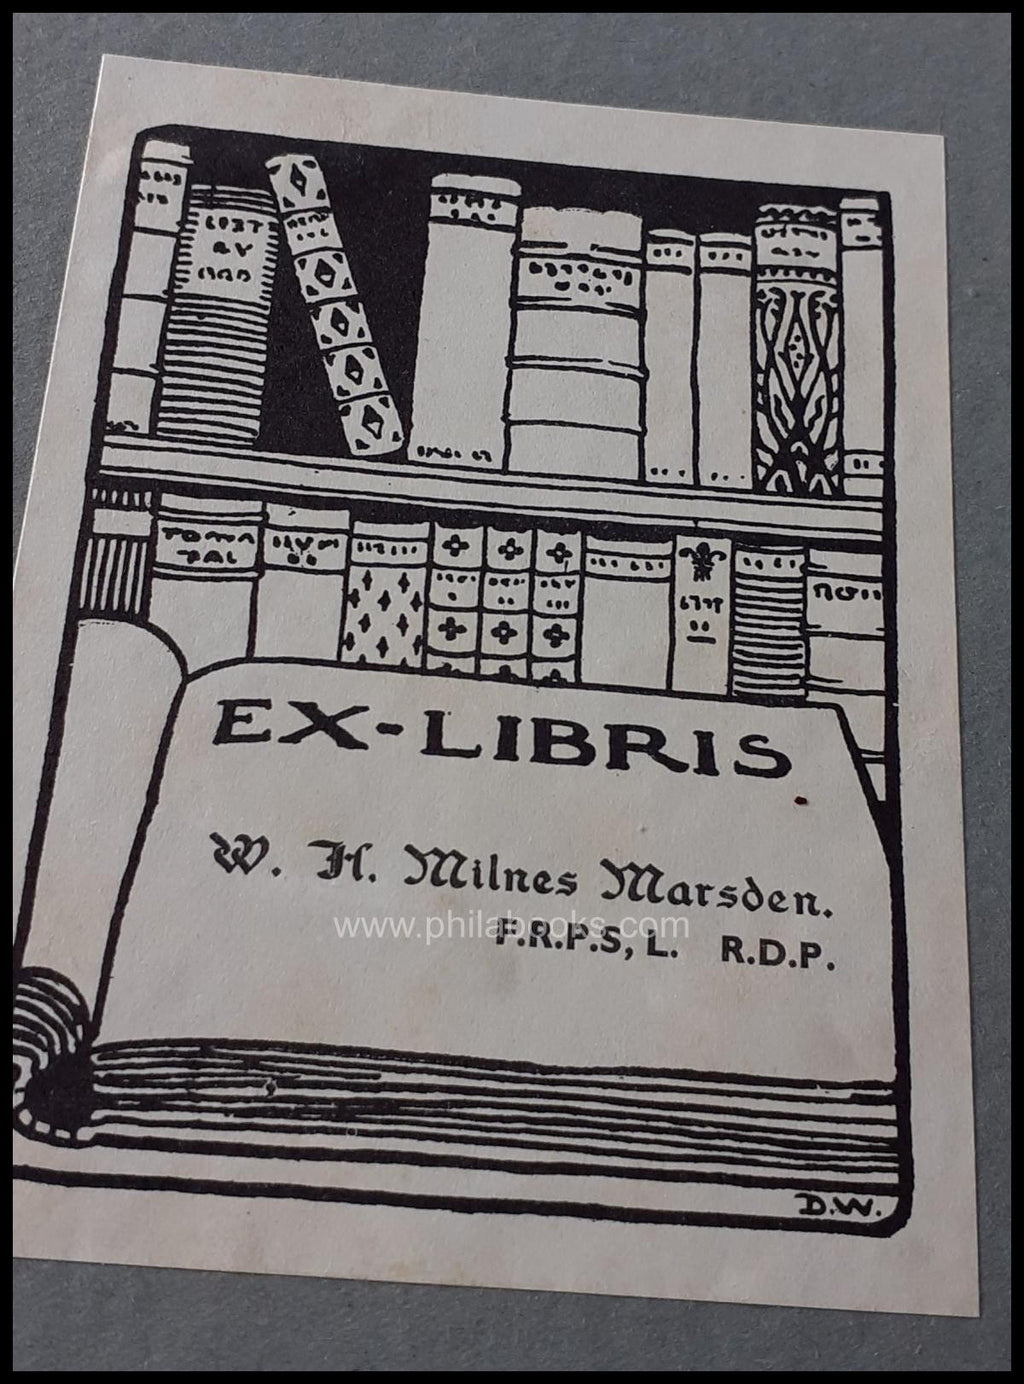 EX-LIBRIS
W. H. Milnes Marsden.
www.philabooks.com
F.R.P.S, L. R.D.P.
D.W.